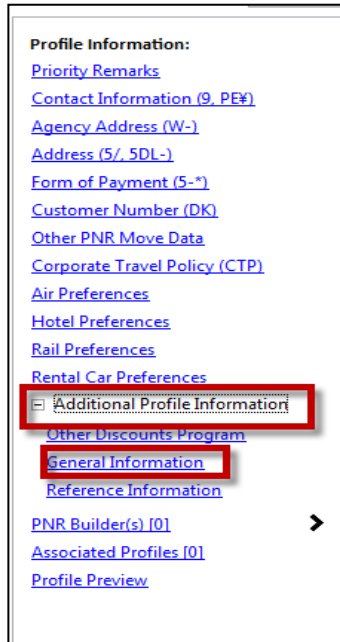 Profile Information:
Priority Remarks
Contact Information (9, PE¥)
Agency Address (W-)
Address (5/, 5DL-)
Form of Payment (5-*)
Customer Number (DK)
Other PNR Move Data
Corporate Travel Policy (CTP)
Air Preferences
Hotel Preferences
Rail Preferences
Rental Car Preferences
Additional Profile Information
Other Discounts Program
General Information
Reference Information
PNR Builder(s) [0]
Associated Profiles [0]
Profile Preview